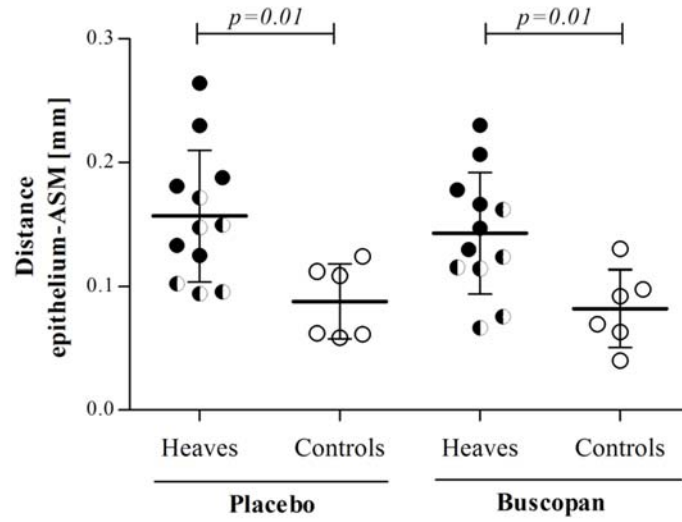 p=0.01 p=0.01
0.3
0.2
0.1
0.0
Distance
epithelium-ASM [mm]
Heaves Controls Heaves Controls
Placebo Buscopan